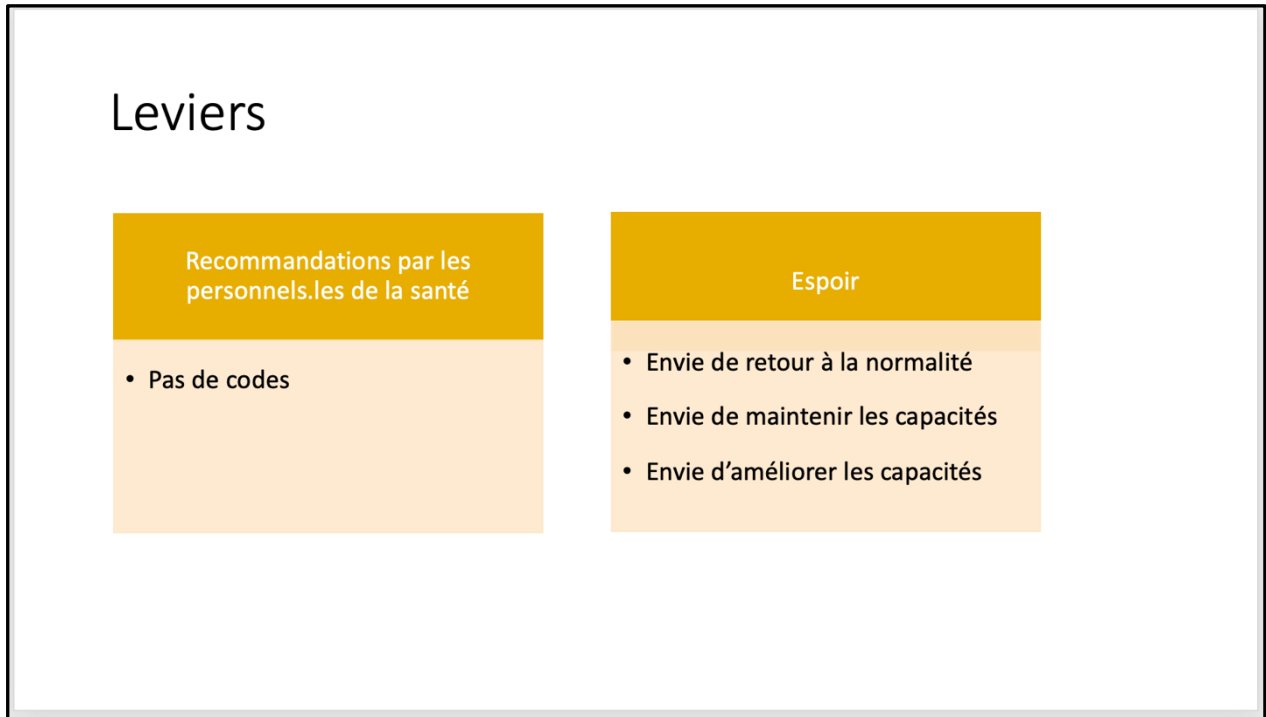 Leviers
Recommandations par les
personnels.les de la santé
• Pas de codes
Espoir
• Envie de retour à la normalité
• Envie de maintenir les capacités
• Envie d’améliorer les capacités